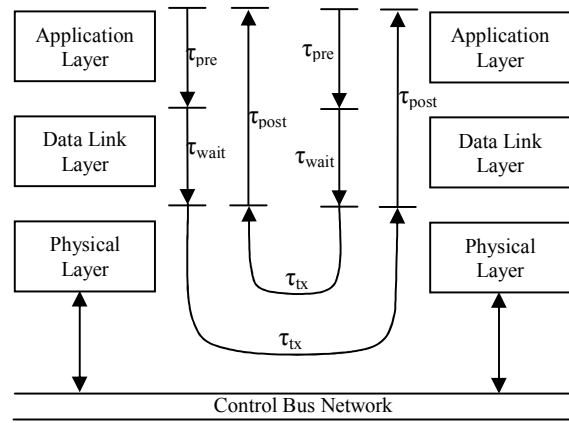 Application
Layer
Data Link
Layer
Physical
Layer
τpre
τwait
τpost
τpre
τwait
τpost
τtx
τtx
Application
Layer
Data Link
Layer
Physical
Layer
Control Bus Network